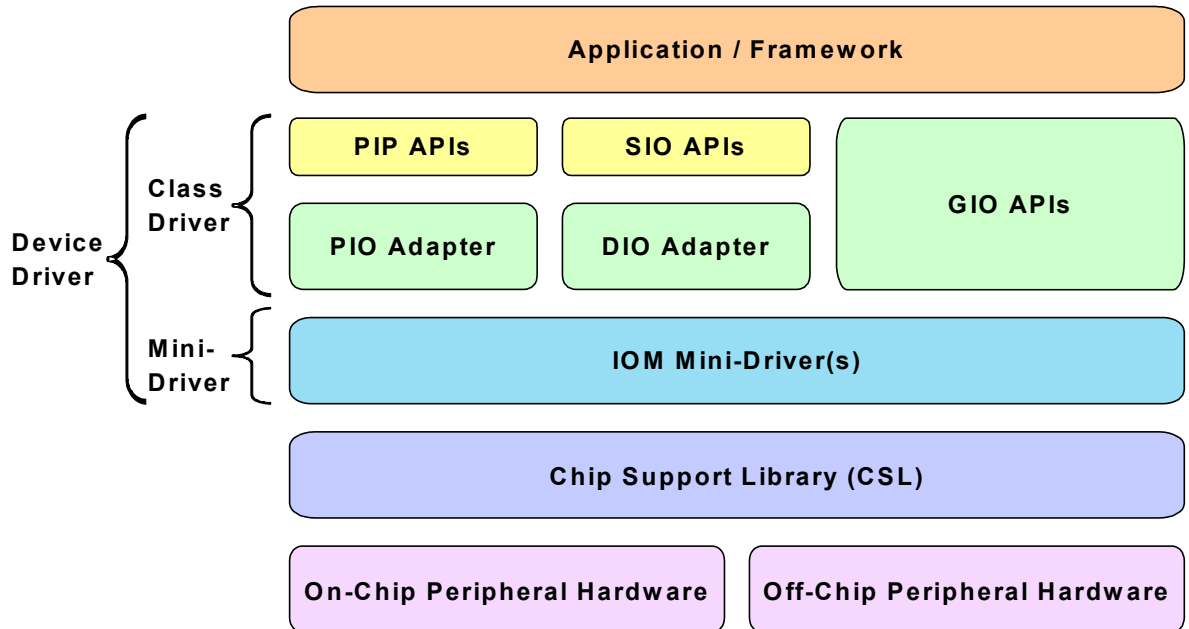 Application / Framework
PIP APIs
SIO APIs
GIO APIs
Class
Driver
PIO Adapter
DIO Adapter
Device
Driver
Mini-
Driver
IOM Mini-Driver(s)
Chip Support Library (CSL)
On-Chip Peripheral Hardware
Off-Chip Peripheral Hardware